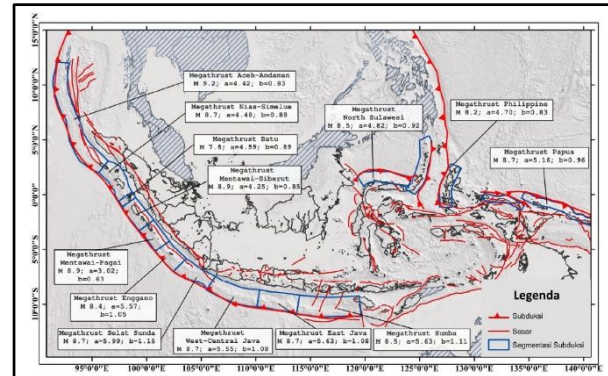 15°0'0"N
10°0'0"N
5°0'0"N
0°0'0"N
5°0'0"S
10°0'0"S
Megathrust Aceh-Andaman
M 9.2; a=4.42; b=0.83
Megathrust Nias-Simelue
M 8.7; a=4.48; b=0.88
Megathrust Batu
M 7.8; a=4.59; b=0.89
Megathrust
Mentawai-Siberut
M 8.9; a=4.25; b=0.85
Megathrust
North Sulawesi
M 8.5; a=4.82; b=0.92
Megathrust Philippine
M 8.2; a=4.70; b=0.83
Megathrust Papua
M 8.7; a=5.16; b=0.96
Megathrust
Mentawai-Pagai
M 8.9; a=3.02;
b=0.63
Megathrust Enggano
M 8.4; a=5.57;
b=1.05
Megathrust Selat Sunda
M 8.7; a=5.99; b=1.15
Megathrust
West-Central Java
M 8.7; a=5.55; b=1.08
Megathrust East Java
M 8.7; a=5.63; b=1.08
Megathrust Sumba
M 8.5; a=5.63; b=1.11
Legenda
Subduksi
Sesar
Segmentasi Subduksi
95°0'0"E 100°0'0"E 105°0'0"E 110°0'0"E 115°0'0"E 120°0'0"E 125°0'0"E 130°0'0"E 135°0'0"E 140°0'0"E